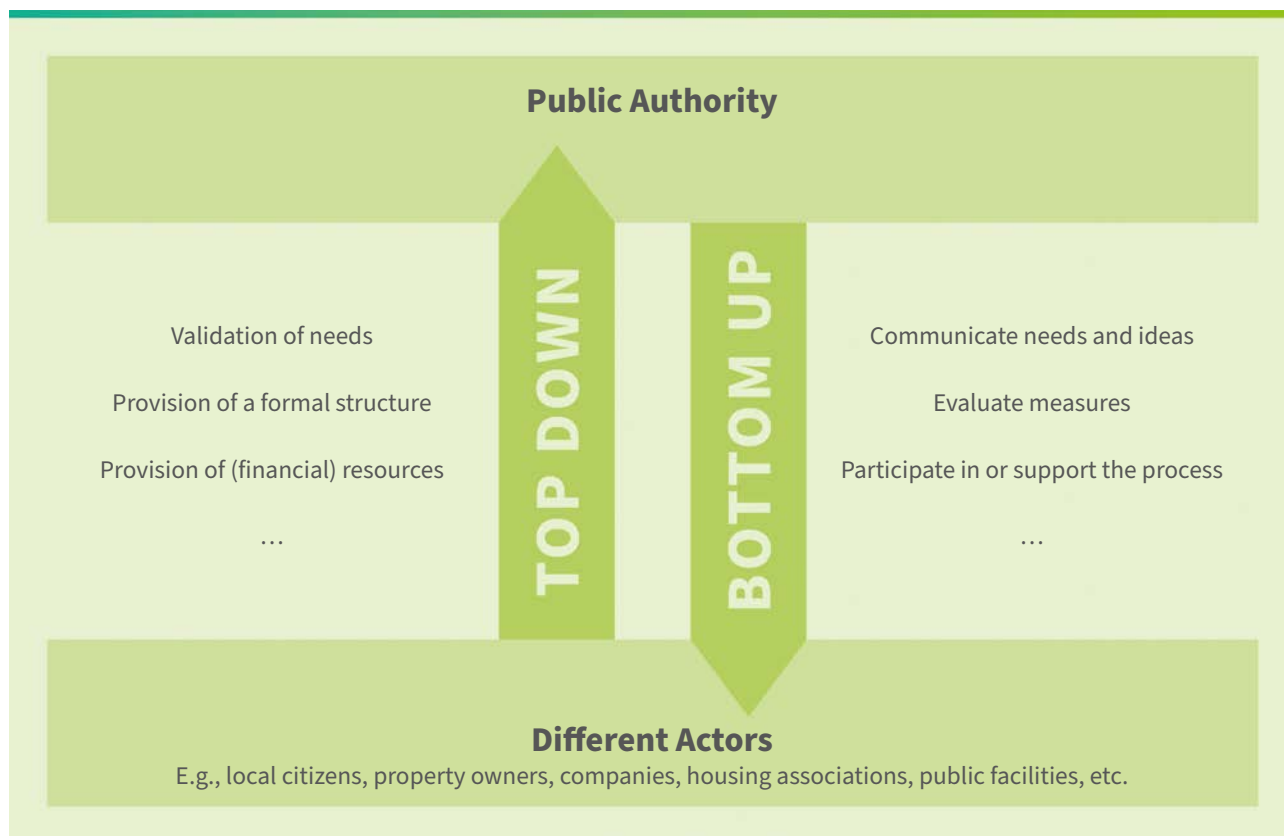 Public Authority
TOP DOWN
BOTTOM UP
Validation of needs
Provision of a formal structure
Provision of (financial) resources
…
Communicate needs and ideas
Evaluate measures
Participate in or support the process
…
Different Actors
E.g., local citizens, property owners, companies, housing associations, public facilities, etc.